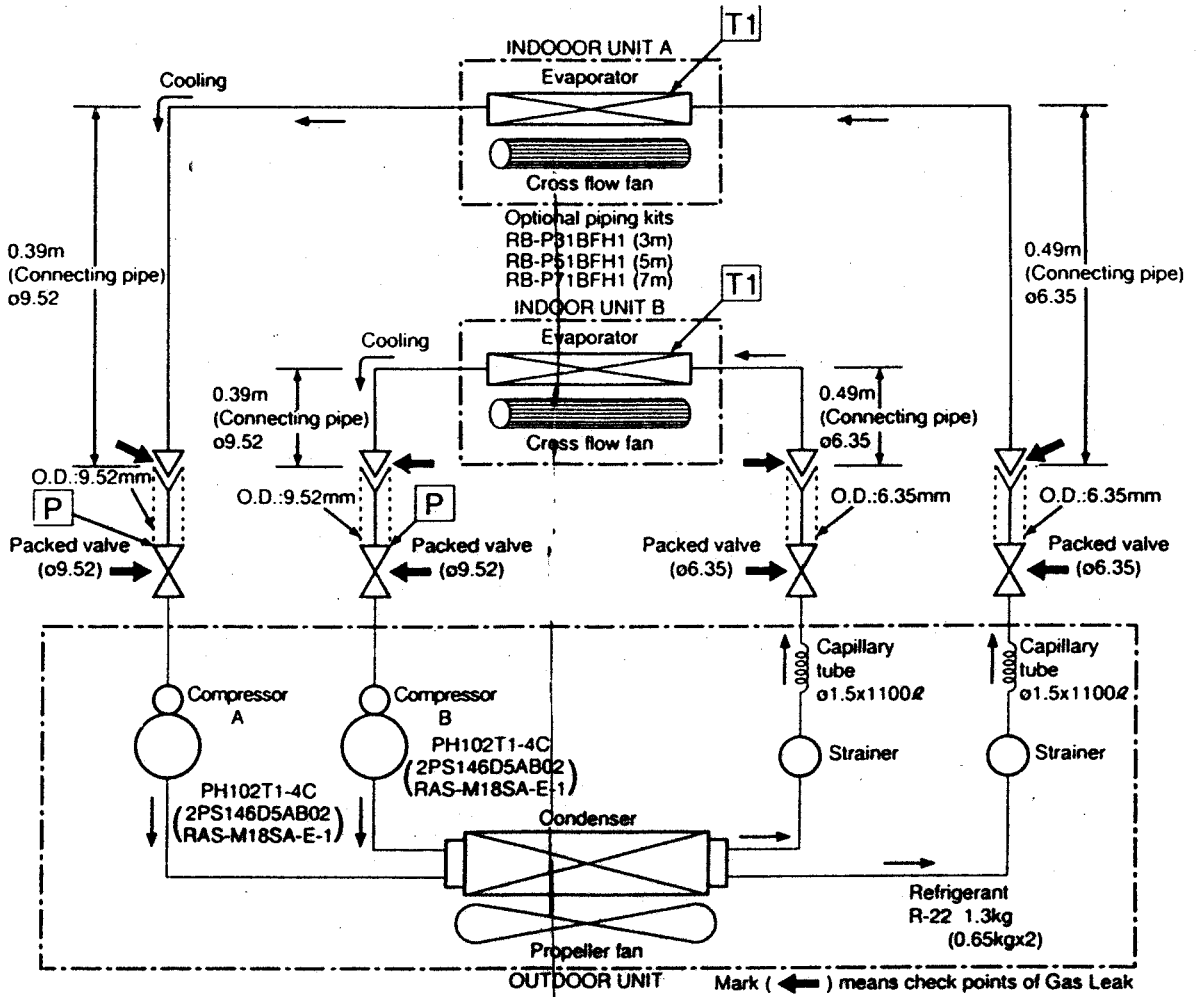 T1
INDOOOR UNIT A
Evaporator
Cooling
Cross flow fan
Optional piping kits
RB-P31BFH1 (3m)
RB-P51BFH1 (5m)
RB-P71BFH1 (7m)
0.39m
(Connecting pipe)
ø9.52
0.49m
(Connecting pipe)
ø6.35
T1
INDOOR UNIT B
Evaporator
Cooling
Cross flow fan
0.39m
(Connecting pipe)
ø9.52
0.49m
(Connecting pipe)
ø6.35
O.D.:9.52mm
P
O.D.:9.52mm
P
O.D.:6.35mm
O.D.:6.35mm
Packed valve
(ø9.52)
Packed valve
(ø9.52)
Packed valve
(ø6.35)
Packed valve
(ø6.35)
Compressor
A
PH102T1-4C
(2PS146D5AB02
RAS-M18SA-E-1)
Compressor
B
PH102T1-4C
(2PS146D5AB02
RAS-M18SA-E-1)
Capillary
tube
ø1.5x1100ℓ
Capillary
tube
ø1.5x1100ℓ
Strainer
Strainer
Condenser
Refrigerant
R-22 1.3kg
(0.65kgx2)
Propeller fan
OUTDOOR UNIT
Mark ( ⬅ ) means check points of Gas Leak